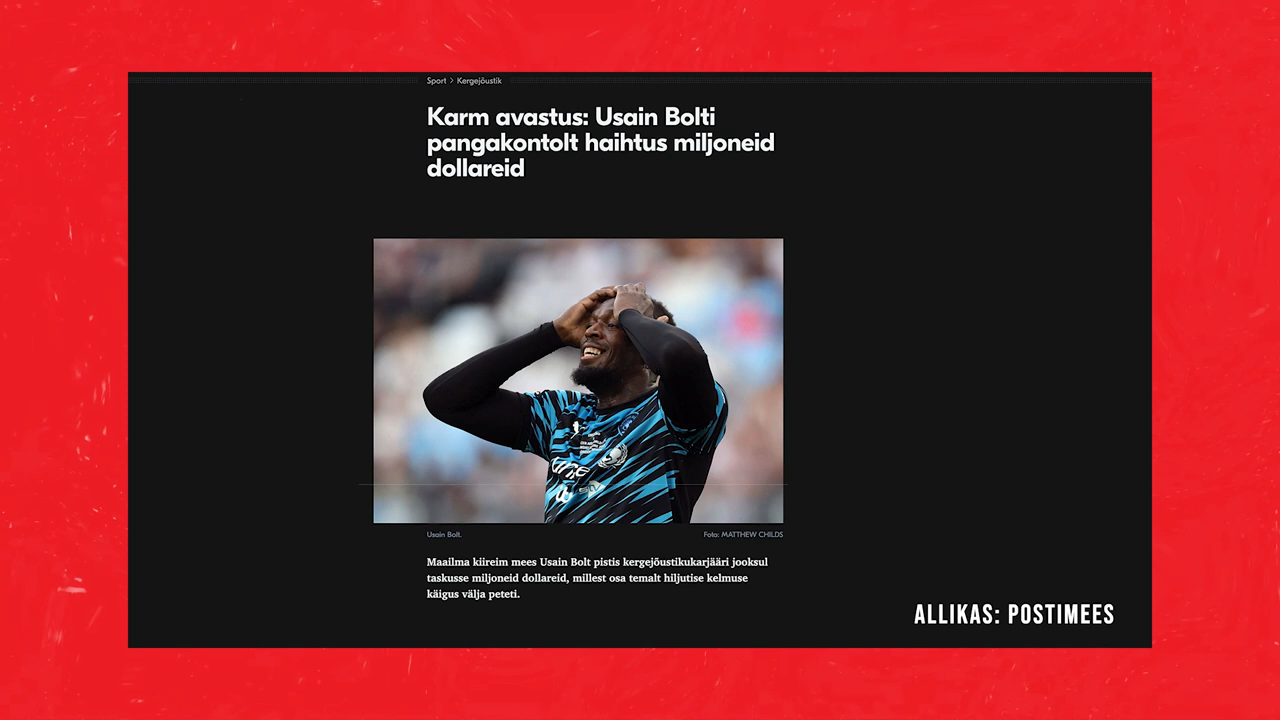 Sport > Kergejõustik
Karm avastus: Usain Bolti
pangakontolt haihtus miljoneid
dollareid
Usain Bolt.
Foto: MATTHEW CHILDS
Maailma kiireim mees Usain Bolt pistis kergejõustikukarjääri jooksul
taskusse miljoneid dollareid, millest osa temalt hiljutise kelmuse
käigus välja peteti.
ALLIKAS: POSTIMEES